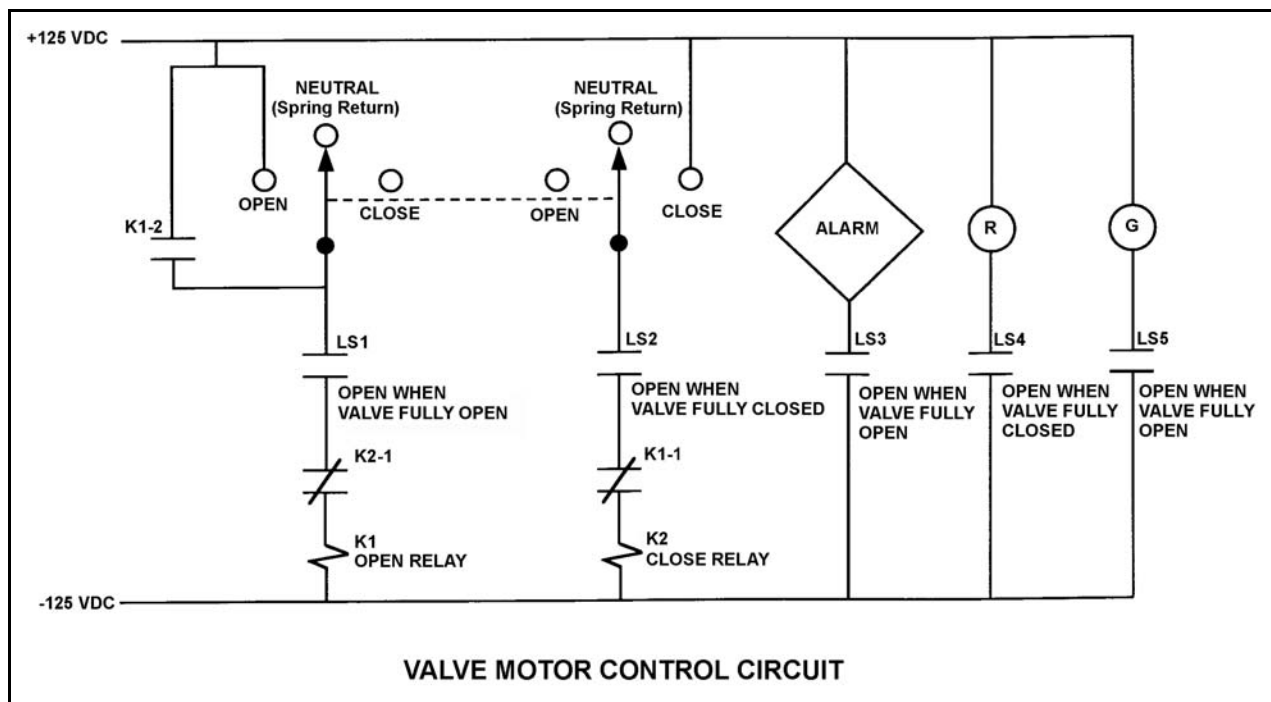 +125 VDC
NEUTRAL
(Spring Return)
NEUTRAL
(Spring Return)
OPEN
CLOSE
OPEN
CLOSE
K1-2
ALARM
R
G
LS1
OPEN WHEN
VALVE FULLY OPEN
LS2
OPEN WHEN
VALVE FULLY CLOSED
LS3
OPEN WHEN
VALVE FULLY
OPEN
LS4
OPEN WHEN
VALVE FULLY
CLOSED
LS5
OPEN WHEN
VALVE FULLY
OPEN
K2-1
K1-1
K1
OPEN RELAY
K2
CLOSE RELAY
-125 VDC
VALVE MOTOR CONTROL CIRCUIT